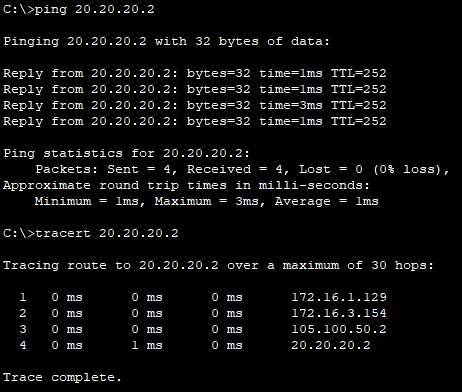 C:\>ping 20.20.20.2
Pinging 20.20.20.2 with 32 bytes of data:
Reply from 20.20.20.2: bytes=32 time=1ms TTL=252
Reply from 20.20.20.2: bytes=32 time=1ms TTL=252
Reply from 20.20.20.2: bytes=32 time=3ms TTL=252
Reply from 20.20.20.2: bytes=32 time=1ms TTL=252
Ping statistics for 20.20.20.2:
Packets: Sent = 4, Received = 4, Lost = 0 (0% loss),
Approximate round trip times in milli-seconds:
Minimum = 1ms, Maximum = 3ms, Average = 1ms
C:\>tracert 20.20.20.2
Tracing route to 20.20.20.2 over a maximum of 30 hops:
1 0 ms 0 ms 0 ms 172.16.1.129
2 0 ms 0 ms 0 ms 172.16.3.154
3 0 ms 0 ms 0 ms 105.100.50.2
4 0 ms 1 ms 0 ms 20.20.20.2
Trace complete.